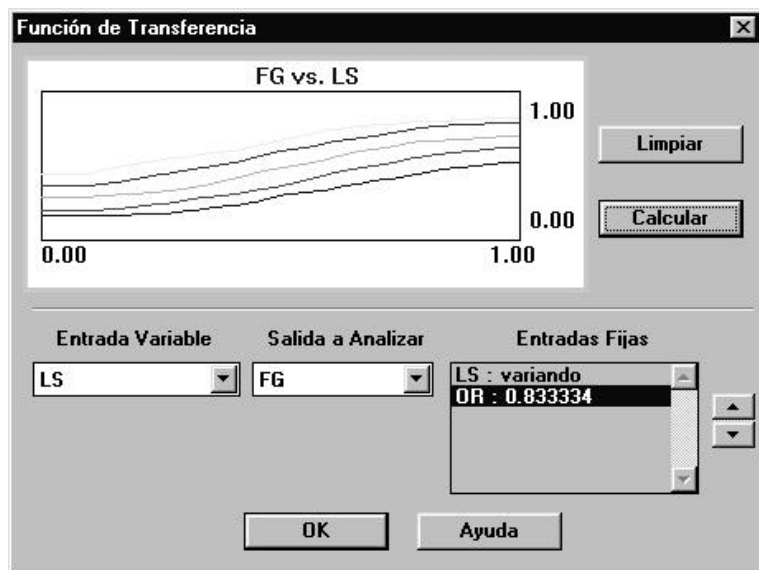 Función de Transferencia
FG vs. LS
1.00
0.00
0.00
1.00
Limpiar
Calcular
Entrada Variable
Salida a Analizar
Entradas Fijas
LS
FG
LS : variando
OR : 0.833334
OK
Ayuda